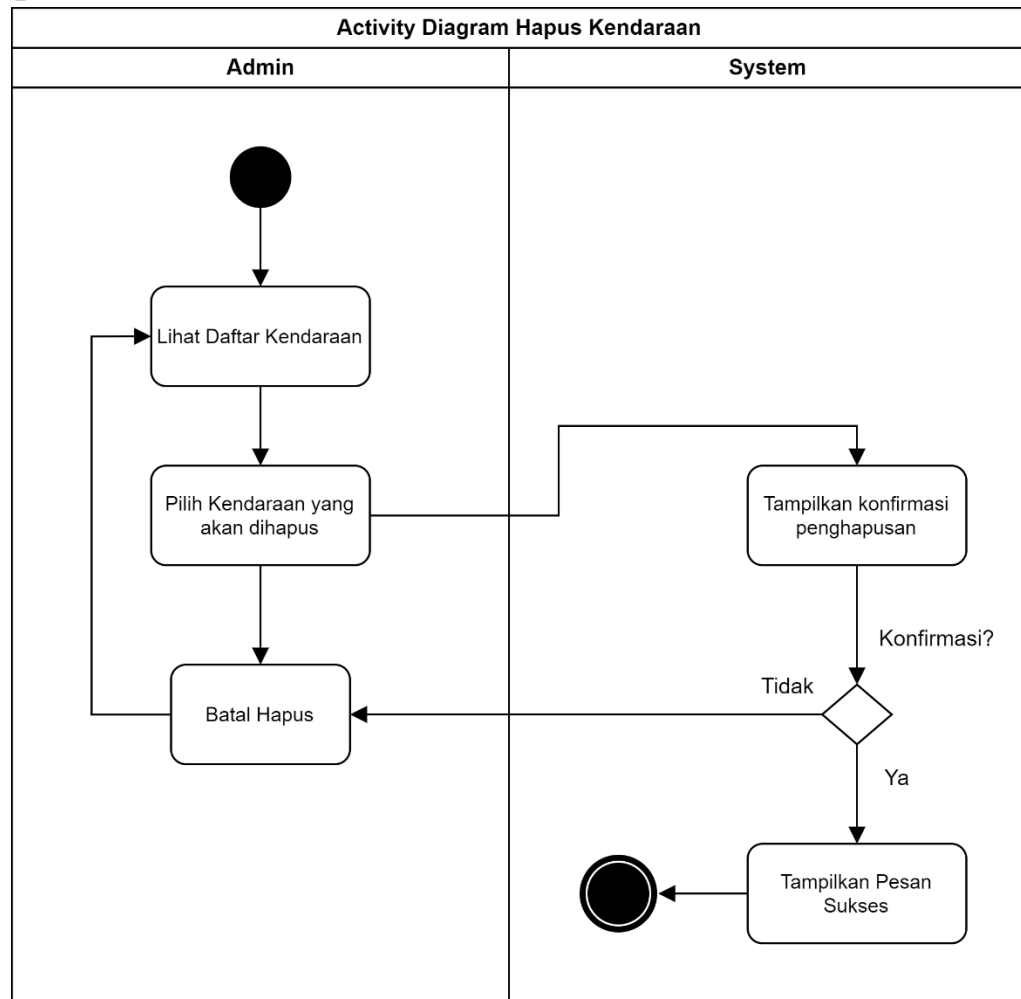 Activity Diagram Hapus Kendaraan
Admin
System
Lihat Daftar Kendaraan
Pilih Kendaraan yang
akan dihapus
Tampilkan konfirmasi
penghapusan
Konfirmasi?
Tidak
Batal Hapus
Ya
Tampilkan Pesan
Sukses